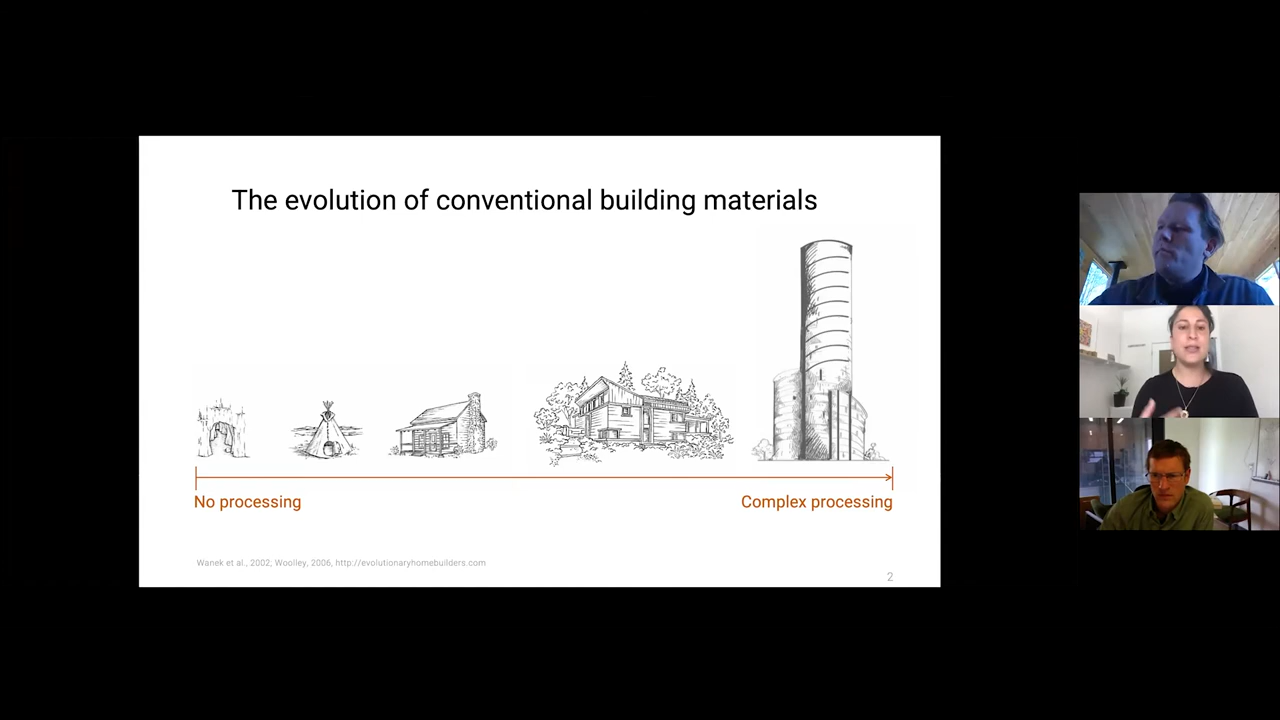 The evolution of conventional building materials
No processing
Complex processing
Wanek et al., 2002, Woolley, 2006, http://evolutionaryhomebuilders.com
2